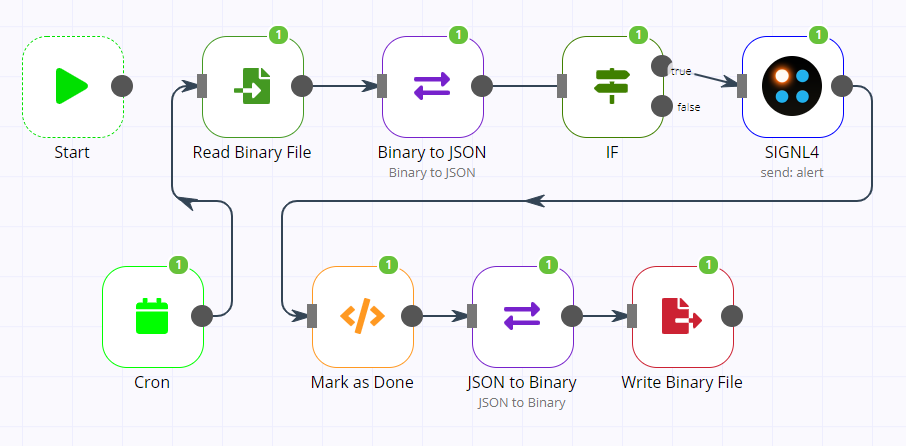 1 1 1 1
true
false
Start Read Binary File Binary to JSON IF SIGNL4
Binary to JSON send: alert
1 1 1 1
Cron Mark as Done JSON to Binary Write Binary File
JSON to Binary